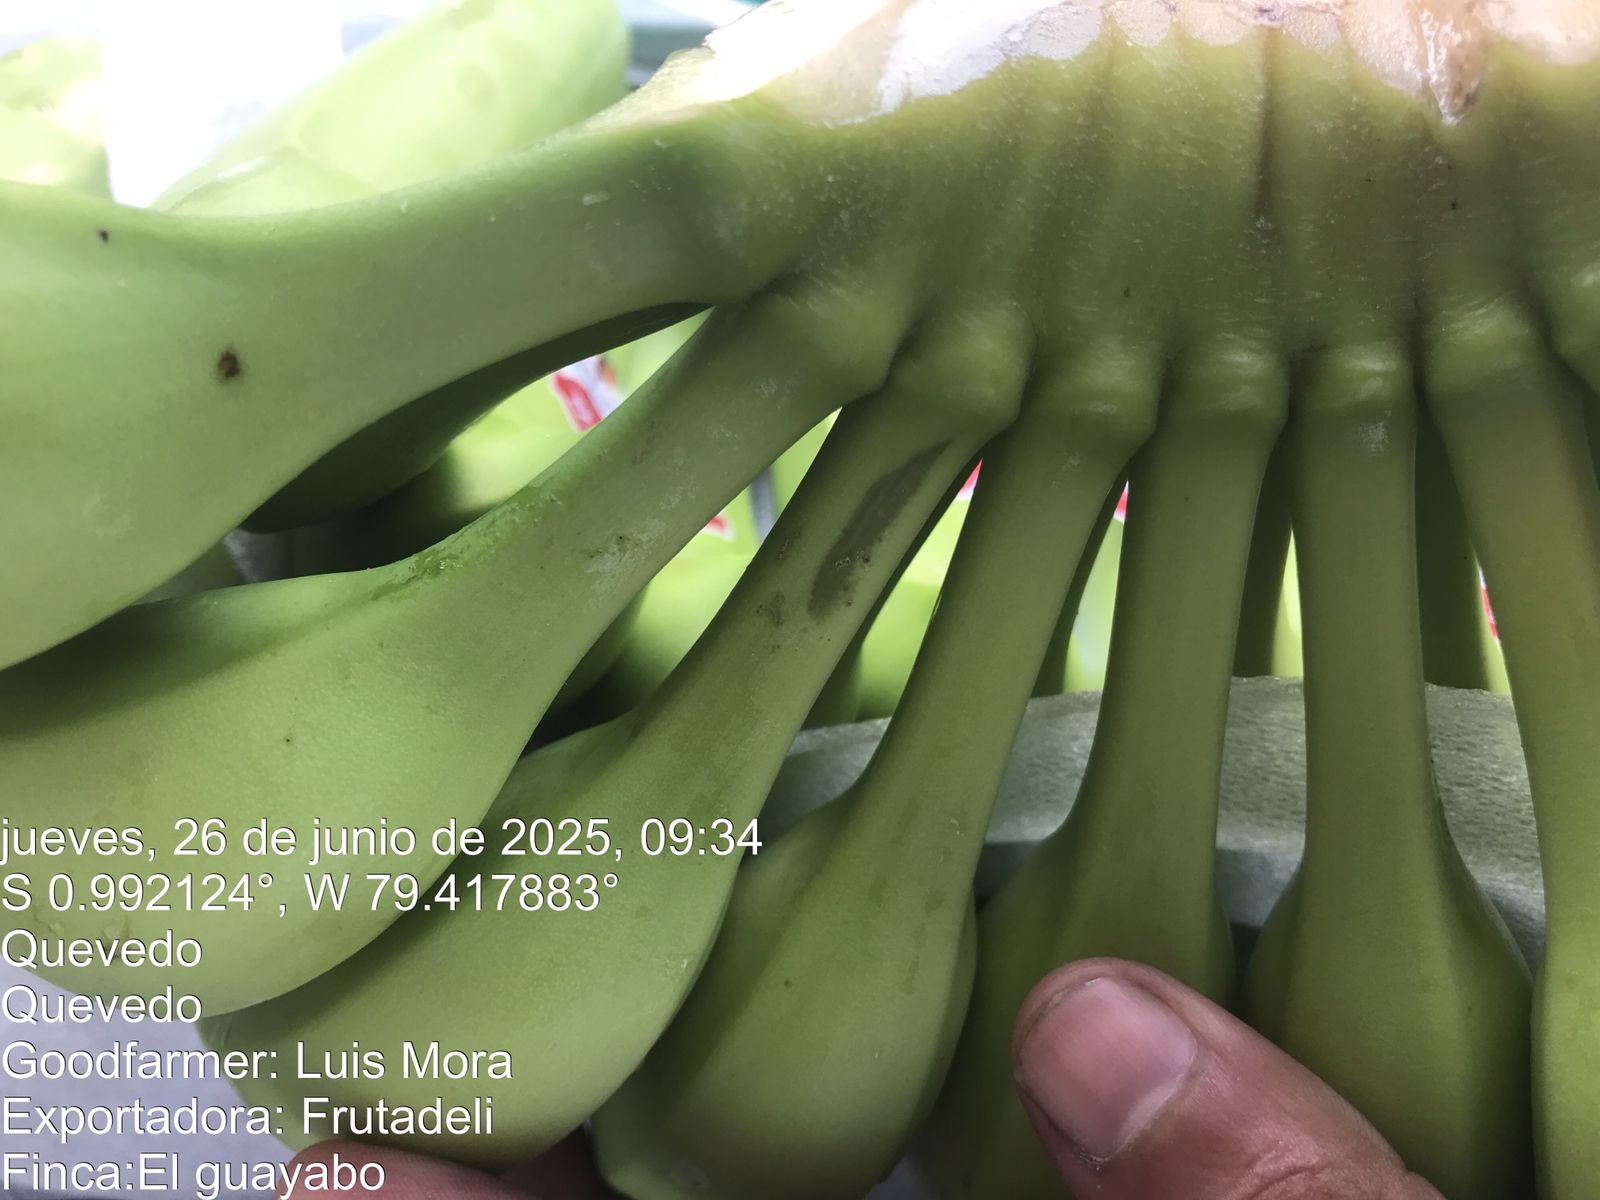 jueves, 26 de junio de 2025, 09:34
S 0.992124°, W 79.417883°
Quevedo
Quevedo
Goodfarmer: Luis Mora
Exportadora: Frutadeli
Finca:El guayabo